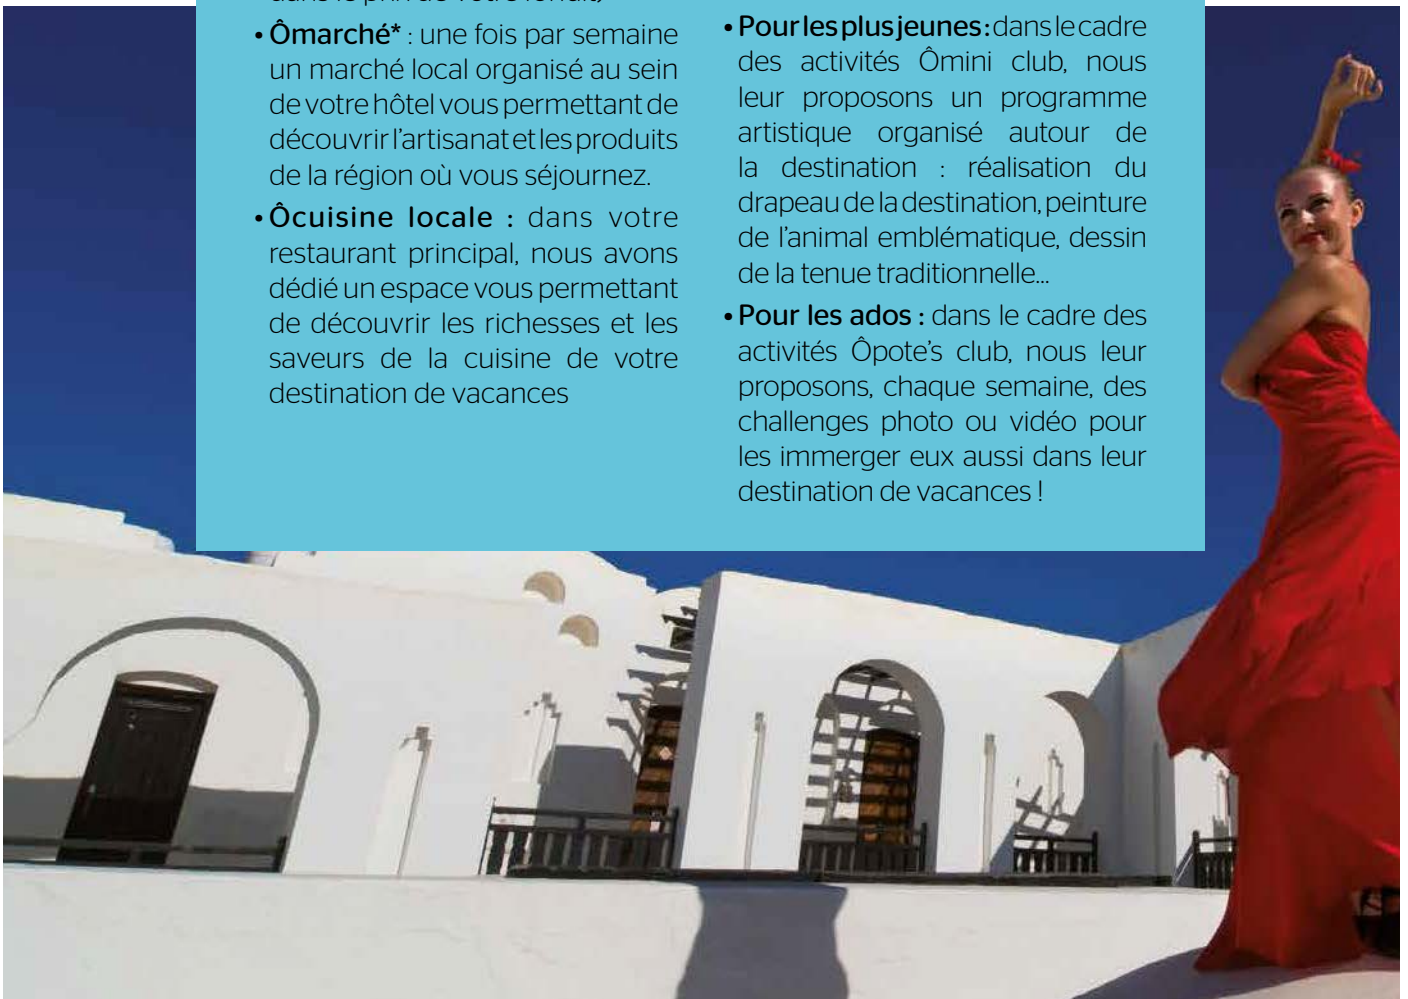 • Ômarché* : une fois par semaine
un marché local organisé au sein
de votre hôtel vous permettant de
découvrir l'artisanat et les produits
de la région où vous séjournez.
• Ôcuisine locale : dans votre
restaurant principal, nous avons
dédié un espace vous permettant
de découvrir les richesses et les
saveurs de la cuisine de votre
destination de vacances
• Pour les plus jeunes : dans le cadre
des activités Ômini club, nous
leur proposons un programme
artistique organisé autour de
la destination : réalisation du
drapeau de la destination, peinture
de l'animal emblématique, dessin
de la tenue traditionnelle...
• Pour les ados : dans le cadre des
activités Ôpote's club, nous leur
proposons, chaque semaine, des
challenges photo ou vidéo pour
les immerger eux aussi dans leur
destination de vacances !